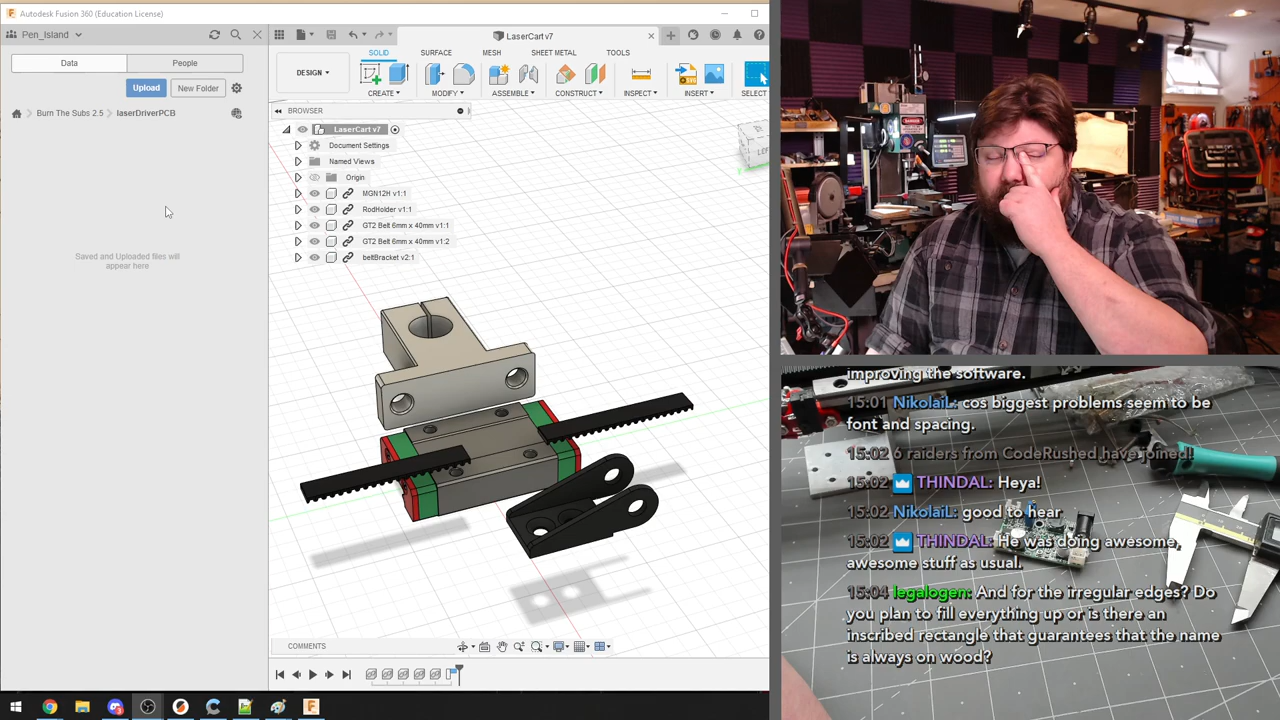 Autodesk Fusion 360 (Education License)
Pen_Island
LaserCart v7
Data
People
SOLID
SURFACE
MESH
SHEET METAL
TOOLS
DESIGN
Upload
New Folder
CREATE
MODIFY
ASSEMBLE
CONSTRUCT
INSPECT
INSERT
SELECT
Burn The Subs 2.5
laserDriverPCB
BROWSER
LaserCart v7
Document Settings
Named Views
Origin
MGN12H v1:1
RodHolder v1:1
GT2 Belt 6mm x 40mm v1:1
GT2 Belt 6mm x 40mm v1:2
beltBracket v2:1
LEFT
Saved and Uploaded files will
appear here
COMMENTS
improving the software.
15:01 NikolaiL: cos biggest problems seem to be
font and spacing.
15:02 6 raiders from CodeRushed have joined!
15:02 THINDAL: Heya!
15:02 NikolaiL: good to hear
15:02 THINDAL: He was doing awesome,
awesome stuff as usual.
15:04 legalogen: And for the irregular edges? Do
you plan to fill everything up or is there an
inscribed rectangle that guarantees that the name
is always on wood?